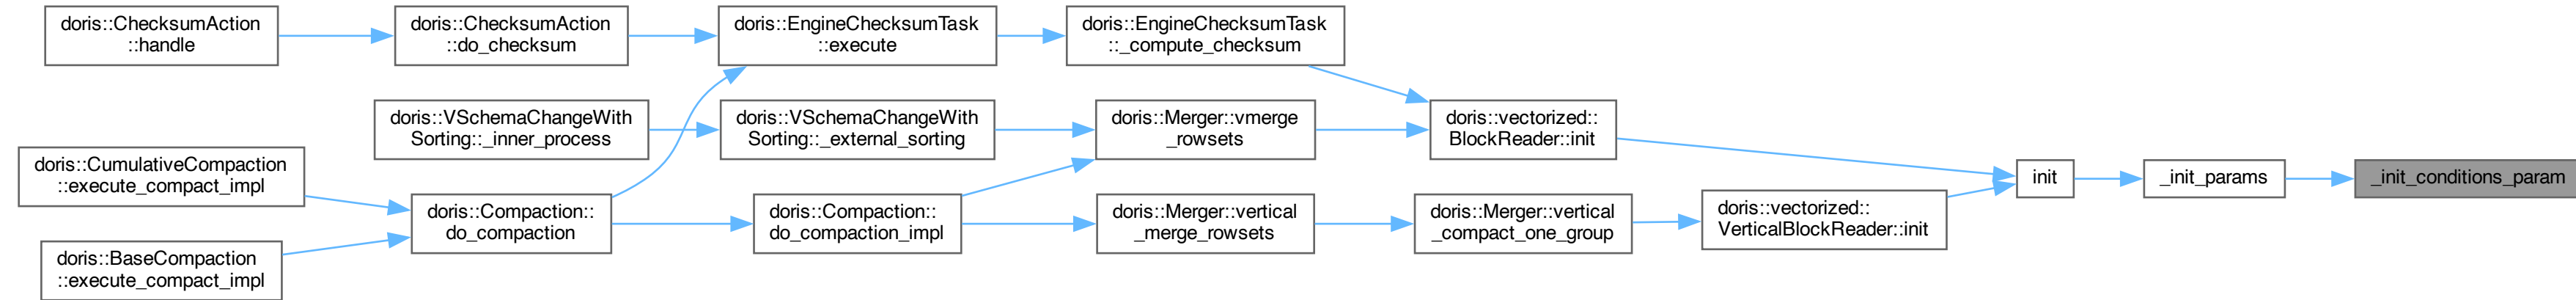 doris::ChecksumAction
::handle
doris::ChecksumAction
::do_checksum
doris::EngineChecksumTask
::execute
doris::EngineChecksumTask
::_compute_checksum
doris::VSchemaChangeWith
Sorting::_inner_process
doris::VSchemaChangeWith
Sorting::_external_sorting
doris::Merger::vmerge
_rowsets
doris::vectorized::
BlockReader::init
doris::CumulativeCompaction
::execute_compact_impl
init
_init_params
_init_conditions_param
doris::Compaction::
do_compaction
doris::Compaction::
do_compaction_impl
doris::Merger::vertical
_merge_rowsets
doris::Merger::vertical
_compact_one_group
doris::vectorized::
VerticalBlockReader::init
doris::BaseCompaction
::execute_compact_impl